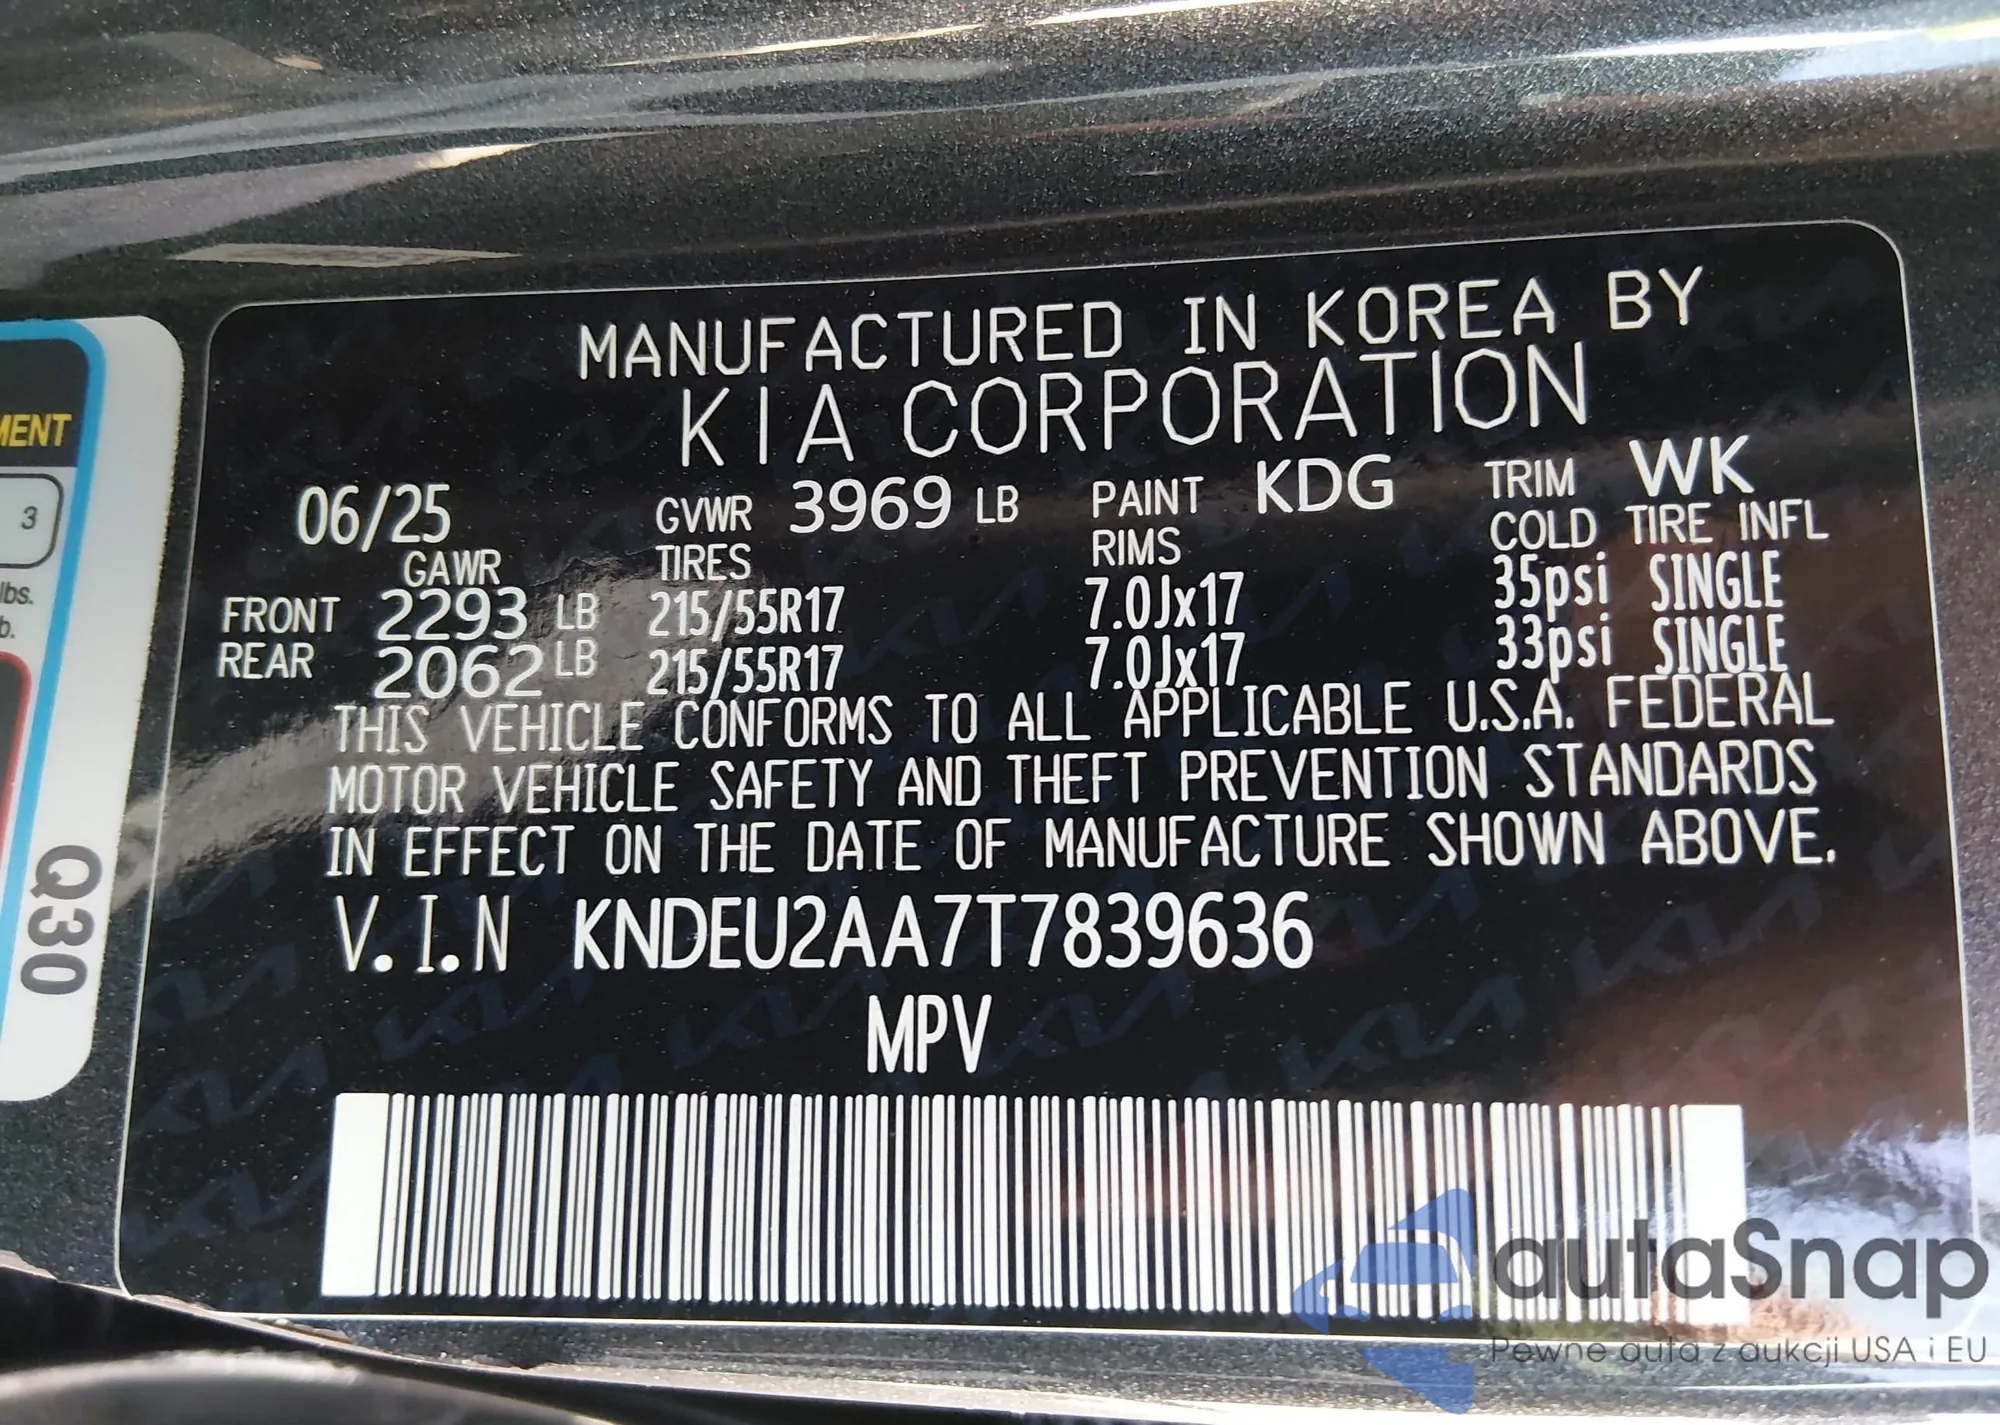 MANUFACTURED IN KOREA BY
KIA CORPORATION
06/25 GVWR 3969 LB PAINT KDG TRIM WK
GAWR TIRES RIMS COLD TIRE INFL
FRONT 2293 LB 215/55R17 7.0Jx17 35psi SINGLE
REAR 2062 LB 215/55R17 7.0Jx17 33psi SINGLE
THIS VEHICLE CONFORMS TO ALL APPLICABLE U.S.A. FEDERAL
MOTOR VEHICLE SAFETY AND THEFT PREVENTION STANDARDS
IN EFFECT ON THE DATE OF MANUFACTURE SHOWN ABOVE.
V.I.N KNDEU2AA7T7839636
MPV
3
lbs.
Q30
autaSnap
Pewne auta z aukcji USA i EU